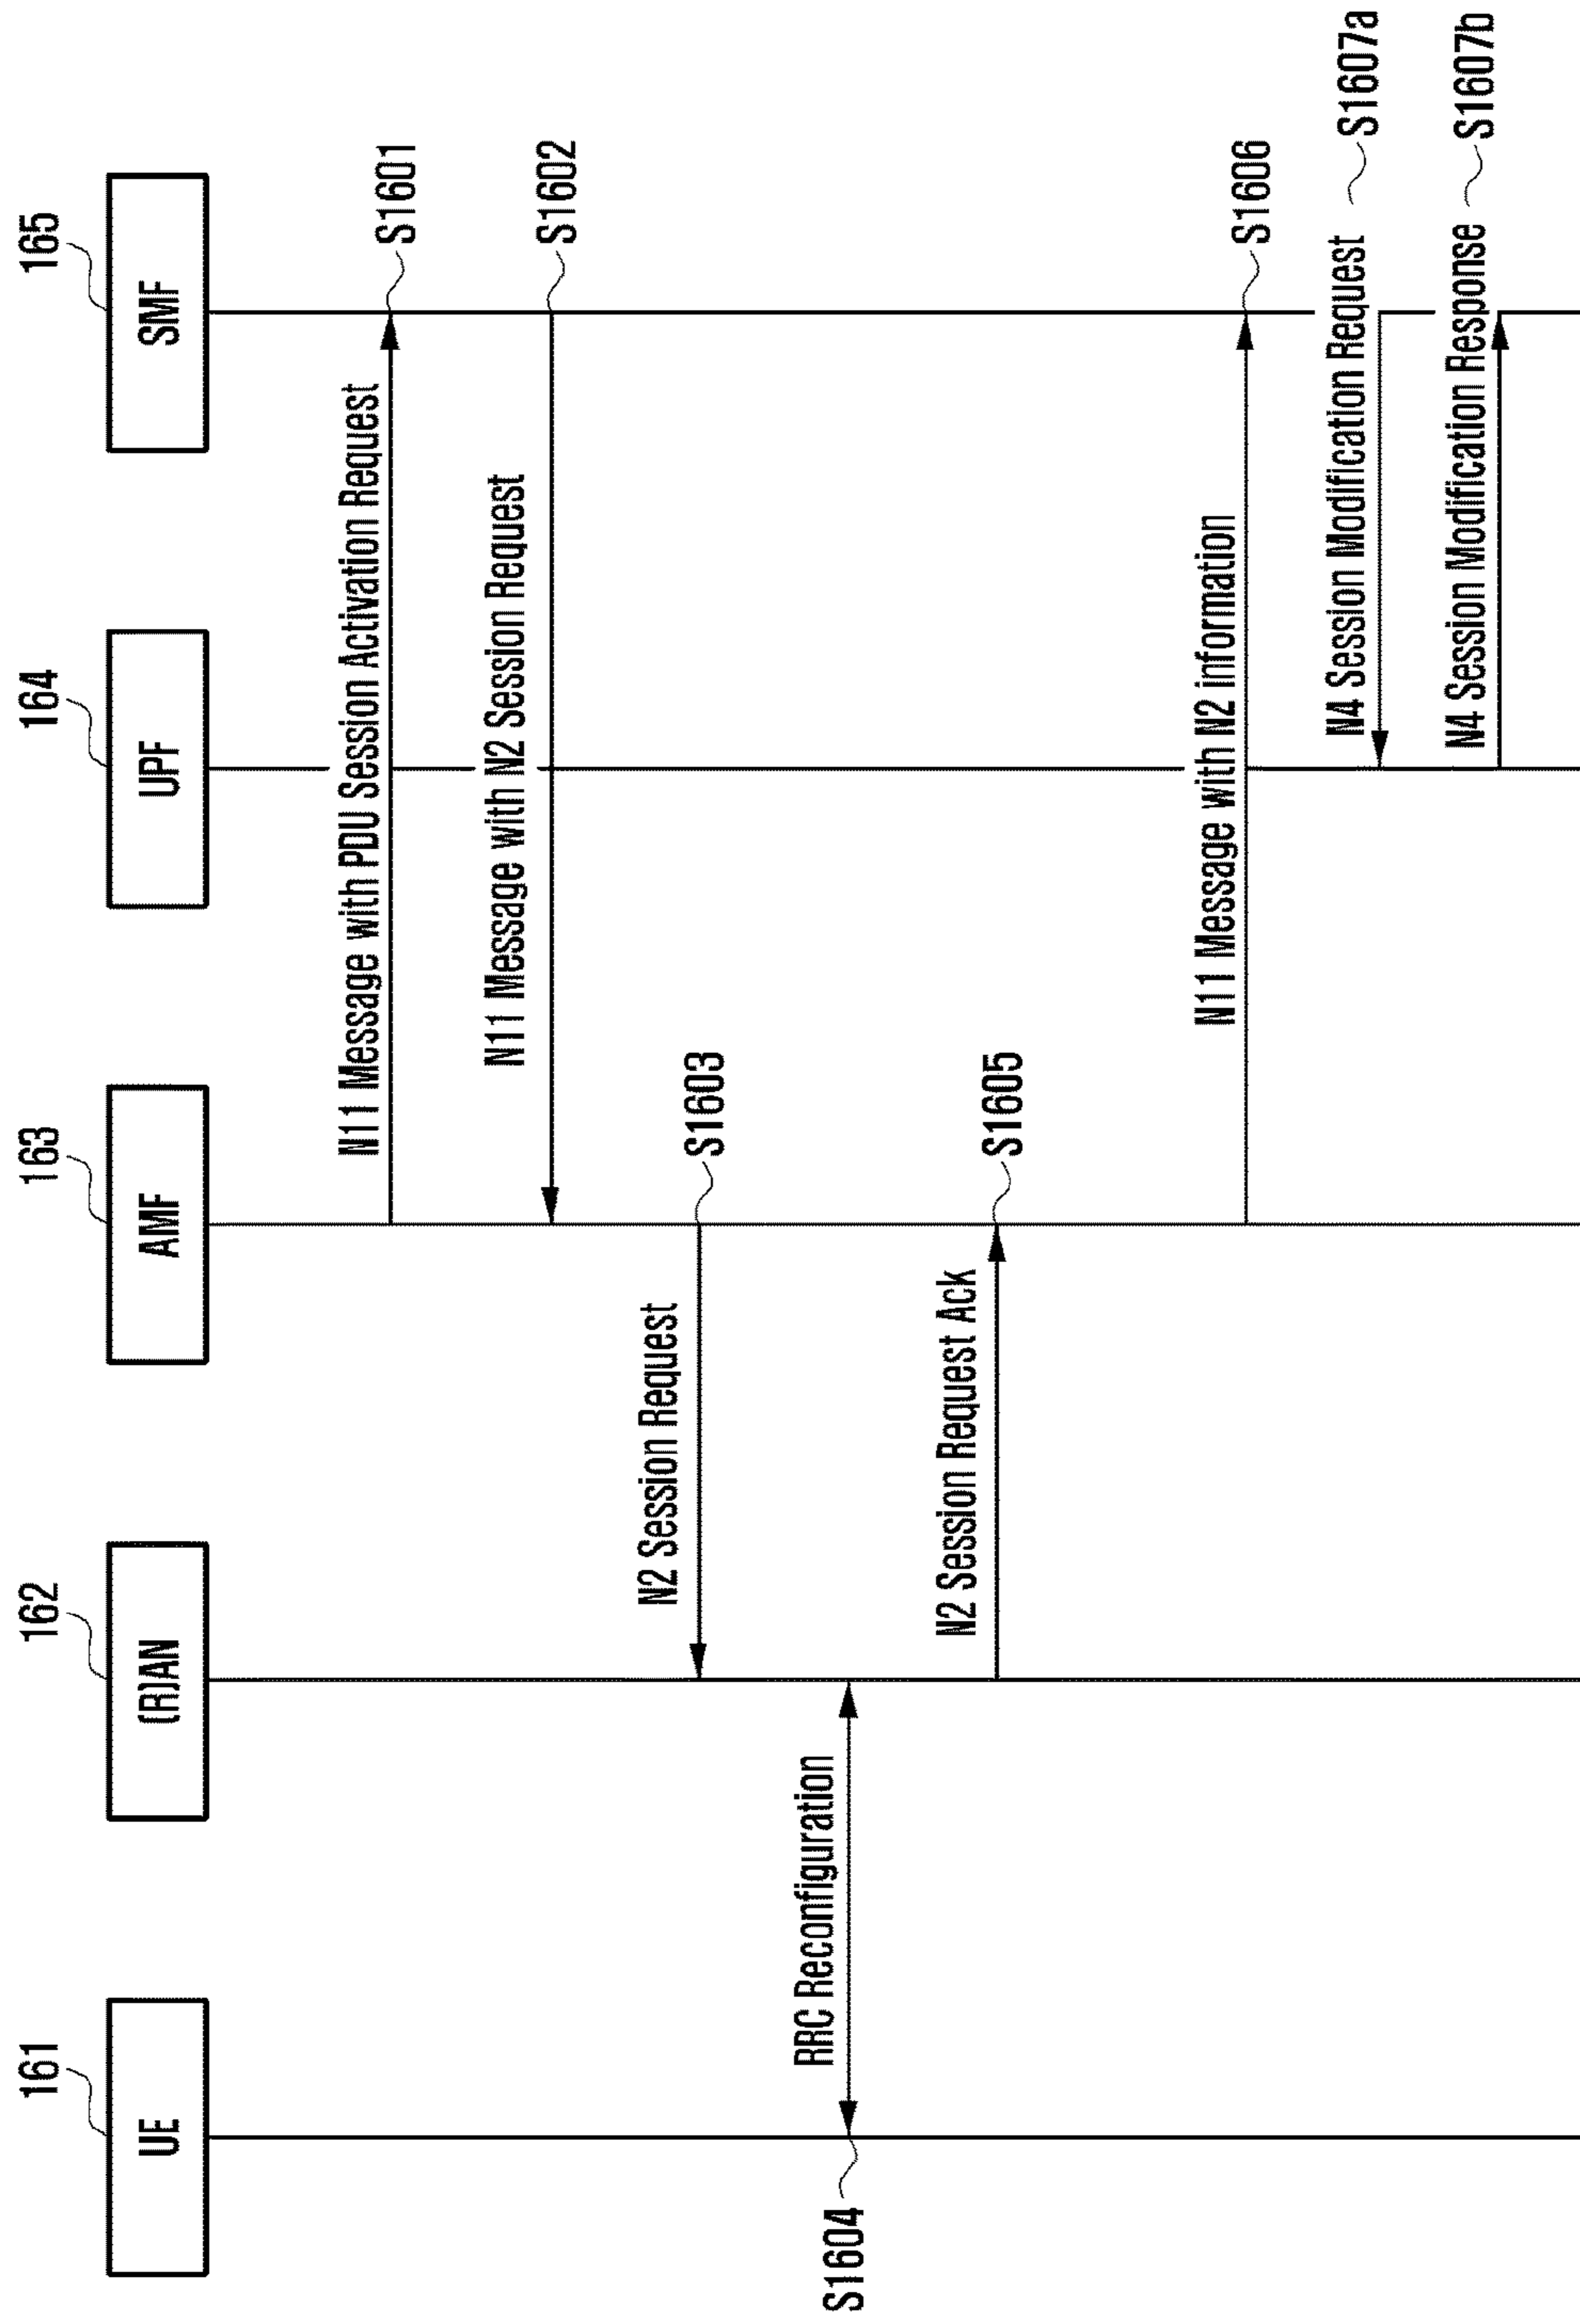 161
162
163
164
165
UE
(R)AN
AMF
UPF
SMF
N11 Message with PDU Session Activation Request
S1601
N11 Message with N2 Session Request
S1602
N2 Session Request
S1603
RRC Reconfiguration
S1604
N2 Session Request Ack
S1605
N11 Message with N2 information
S1606
N4 Session Modification Request
S1607a
N4 Session Modification Response
S1607b